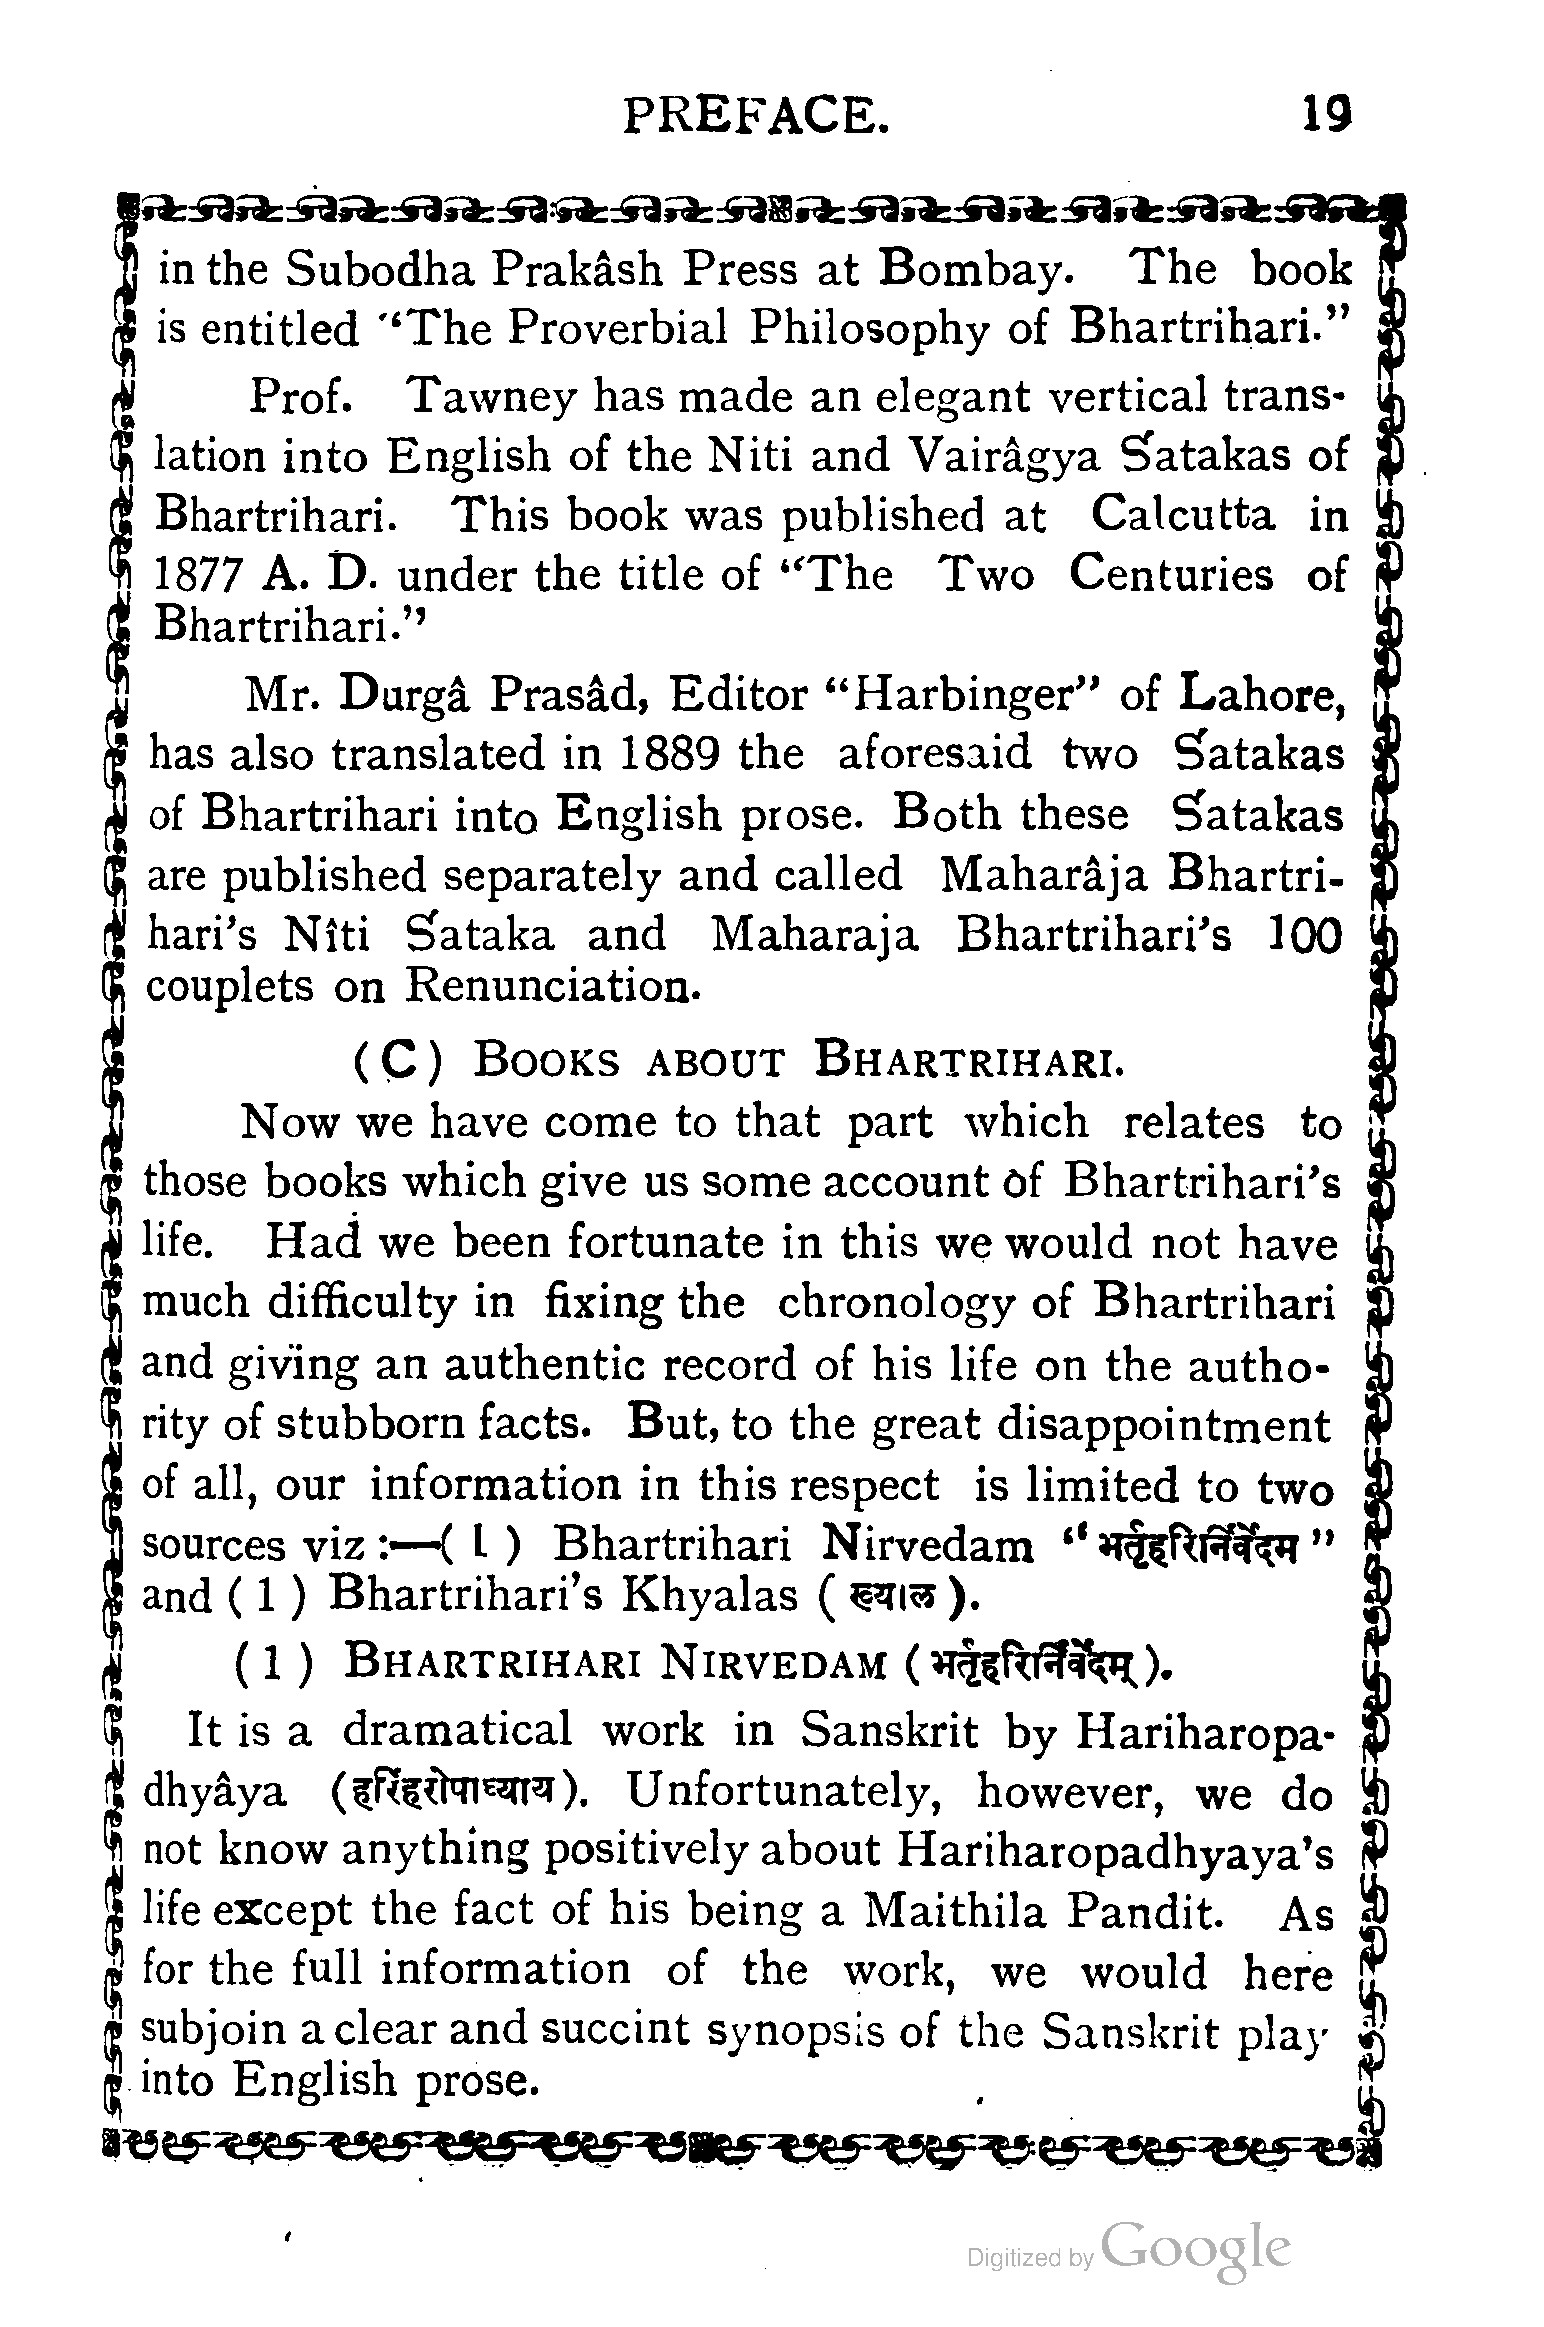 PREFACE. 19
in the Subodha Prakâsh Press at Bombay. The book
is entitled "The Proverbial Philosophy of Bhartrihari."
Prof. Tawney has made an elegant vertical trans-
lation into English of the Niti and Vairâgya Śatakas of
Bhartrihari. This book was published at Calcutta in
1877 A. D. under the title of "The Two Centuries of
Bhartrihari."
Mr. Durgâ Prasâd, Editor "Harbinger" of Lahore,
has also translated in 1889 the aforesaid two Śatakas
of Bhartrihari into English prose. Both these Śatakas
are published separately and called Maharâja Bhartri-
hari's Nîti Śataka and Maharaja Bhartrihari's 100
couplets on Renunciation.
(C) BOOKS ABOUT BHARTRIHARI.
Now we have come to that part which relates to
those books which give us some account of Bhartrihari's
life. Had we been fortunate in this we would not have
much difficulty in fixing the chronology of Bhartrihari
and giving an authentic record of his life on the autho-
rity of stubborn facts. But, to the great disappointment
of all, our information in this respect is limited to two
sources viz :—( 1 ) Bhartrihari Nirvedam "भर्तृहरिर्निर्वेदम"
and ( 1 ) Bhartrihari's Khyalas ( ख्याल ).
( 1 ) BHARTRIHARI NIRVEDAM ( भर्तृहरिर्निर्वेदम् ).
It is a dramatical work in Sanskrit by Hariharopa-
dhyâya (हरिहरोपाध्याय). Unfortunately, however, we do
not know anything positively about Hariharopadhyaya's
life except the fact of his being a Maithila Pandit. As
for the full information of the work, we would here
subjoin a clear and succint synopsis of the Sanskrit play
into English prose.
Digitized by Google